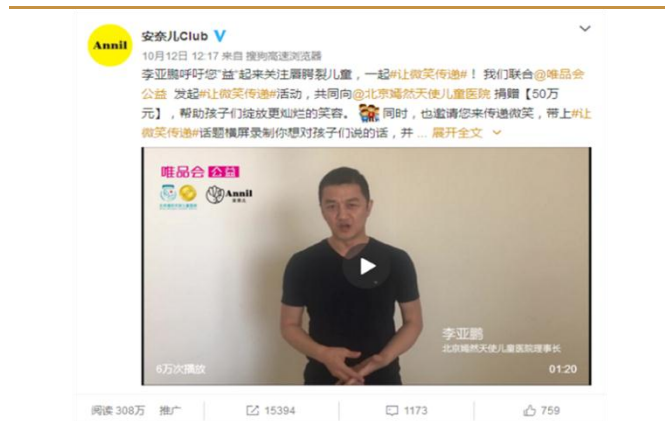 Annil
安奈儿Club
10月12日 12:17 来自 搜狗高速浏览器
李亚鹏呼吁您"益"起来关注唇腭裂儿童，一起#让微笑传递#！我们联合@唯品会
公益 发起#让微笑传递#活动，共同向@北京嫣然天使儿童医院 捐赠【50万
元】，帮助孩子们绽放更灿烂的笑容。 同时，也邀请您来传递微笑，带上#让
微笑传递#话题横屏录制你想对孩子们说的话，并 ... 展开全文
唯品会 公益
Annil
安奈儿
李亚鹏
北京嫣然天使儿童医院理事长
6万次播放
01:20
阅读 308万 推广 15394 1173 759